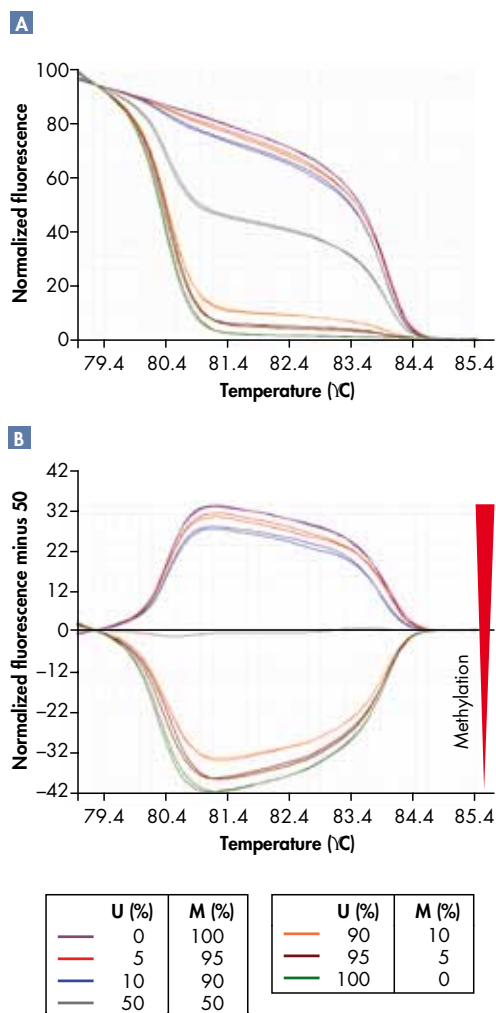 A
Normalized fluorescence
100
80
60
40
20
0
79.4 80.4 81.4 82.4 83.4 84.4 85.4
Temperature (ℷC)
B
Normalized fluorescence minus 50
42
32
22
12
0
−12
−22
−32
−42
Methylation
79.4 80.4 81.4 82.4 83.4 84.4 85.4
Temperature (ℷC)
U (%) M (%)
0 100
5 95
10 90
50 50
U (%) M (%)
90 10
95 5
100 0